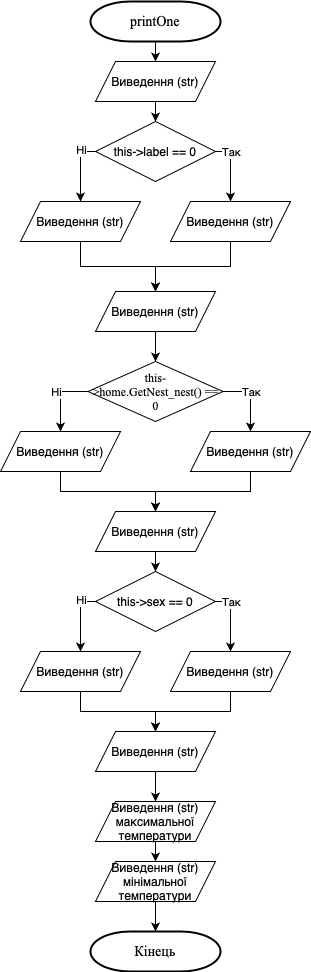 printOne
Виведення (str)
this->label == 0
Ні
Так
Виведення (str)
Виведення (str)
Виведення (str)
this-
>home.GetNest_nest() ==
0
Ні
Так
Виведення (str)
Виведення (str)
Виведення (str)
this->sex == 0
Ні
Так
Виведення (str)
Виведення (str)
Виведення (str)
Виведення (str)
максимальної
температури
Виведення (str)
мінімальної
температури
Кінець